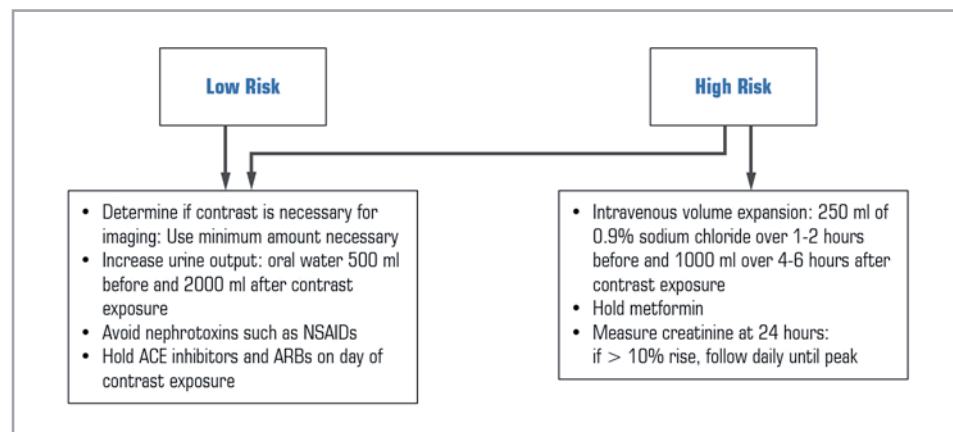 Low Risk
High Risk
• Determine if contrast is necessary for
imaging: Use minimum amount necessary
• Increase urine output: oral water 500 ml
before and 2000 ml after contrast
exposure
• Avoid nephrotoxins such as NSAIDs
• Hold ACE inhibitors and ARBs on day of
contrast exposure
• Intravenous volume expansion: 250 ml of
0.9% sodium chloride over 1-2 hours
before and 1000 ml over 4-6 hours after
contrast exposure
• Hold metformin
• Measure creatinine at 24 hours:
if > 10% rise, follow daily until peak